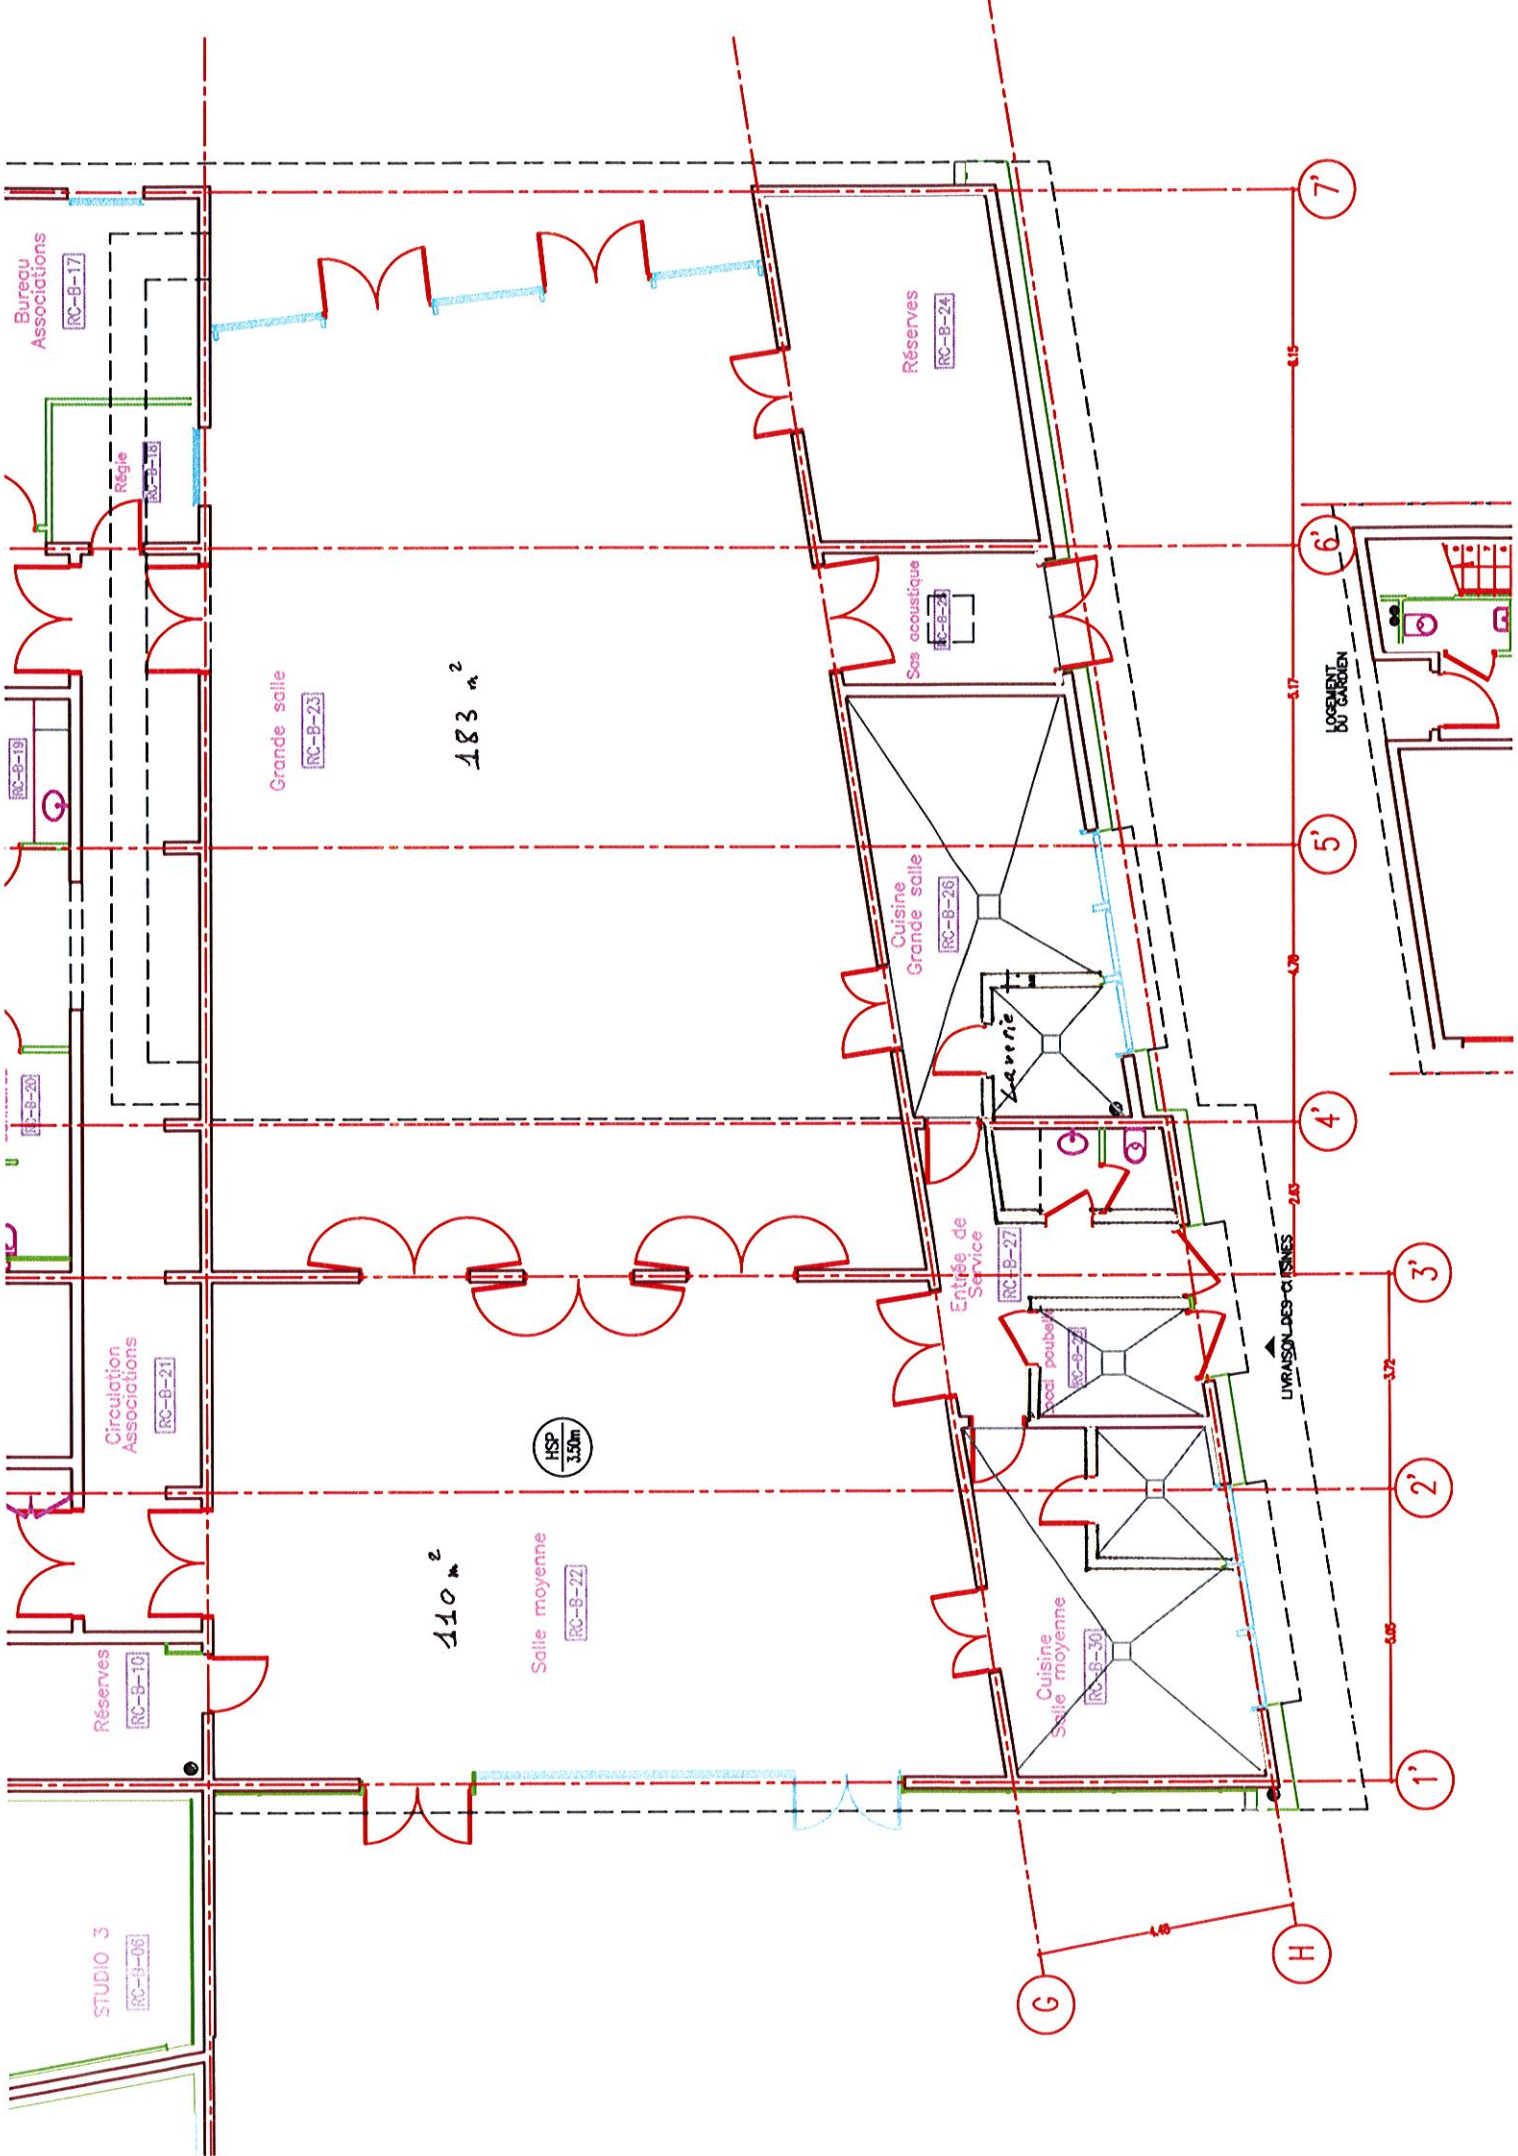 Bureau
Associations
RC-B-17
Régie
RC-B-18
RC-B-19
RC-B-20
Circulation
Associations
RC-B-21
Réserves
RC-B-10
STUDIO 3
RC-B-06
Grande salle
RC-B-23
183 m²
HSP
3.50m
110 m²
Salle moyenne
RC-B-22
Réserves
RC-B-24
Sas acoustique
RC-B-25
Cuisine
Grande salle
RC-B-26
Laverie
Entrée de
Service
RC-B-27
Local poubelle
Cuisine
Salle moyenne
RC-B-30
LIVRAISON DES CUISINES
LOGEMENT
DU GARDIEN
7'
6'
5'
4'
3'
2'
1'
6.15
5.17
4.78
2.63
3.72
5.05
G
H